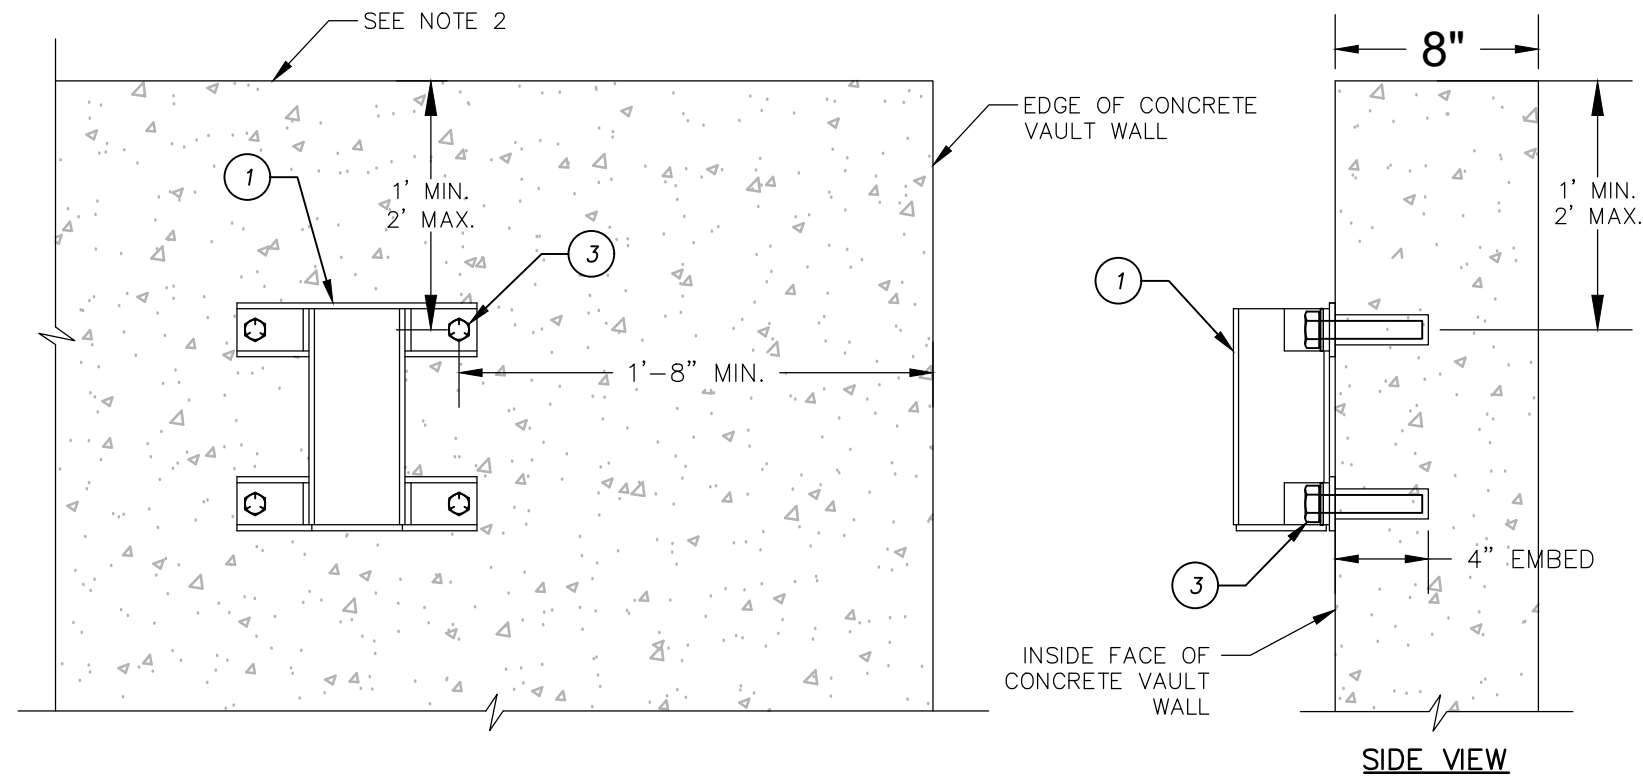 SEE NOTE 2
8"
EDGE OF CONCRETE
VAULT WALL
1
1' MIN.
2' MAX.
1' MIN.
2' MAX.
3
1
1'-8" MIN.
4" EMBED
3
INSIDE FACE OF
CONCRETE VAULT
WALL
SIDE VIEW